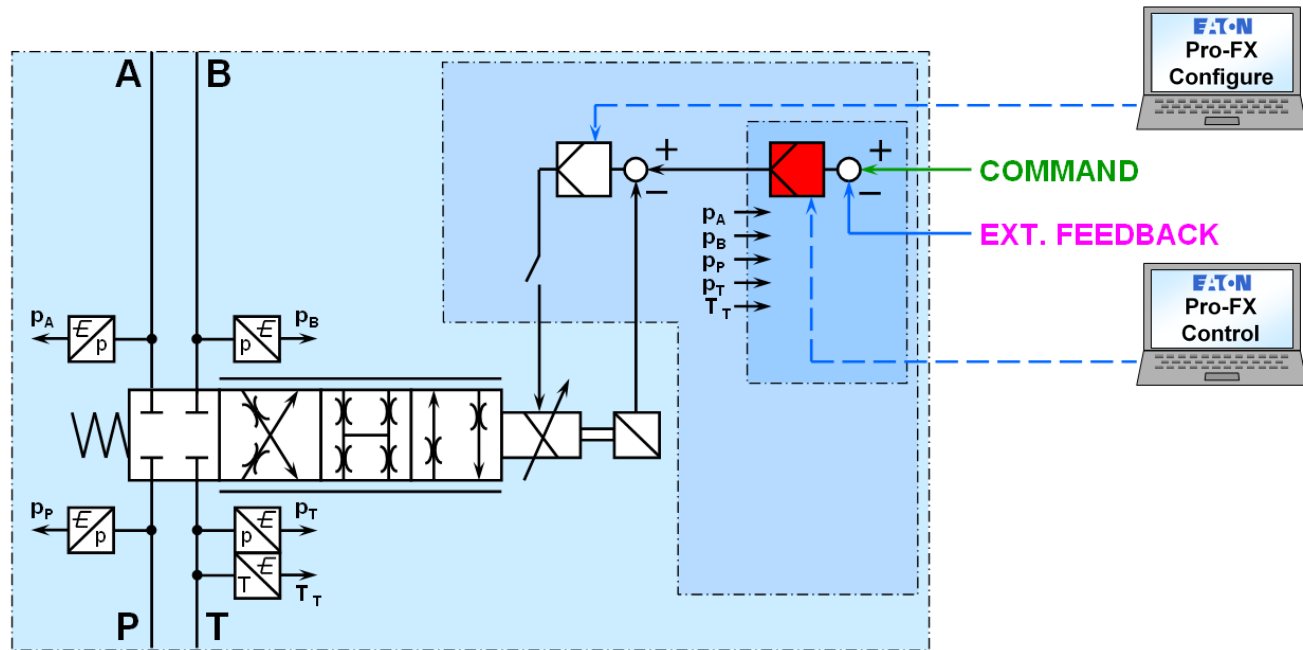 EATON
Pro-FX
Configure
A
B
+
+
COMMAND
−
−
pA
pB
pP
pT
TT
EXT. FEEDBACK
EATON
Pro-FX
Control
pA
E
p
E
p
pB
pP
E
p
E
p
pT
E
T
TT
P
T